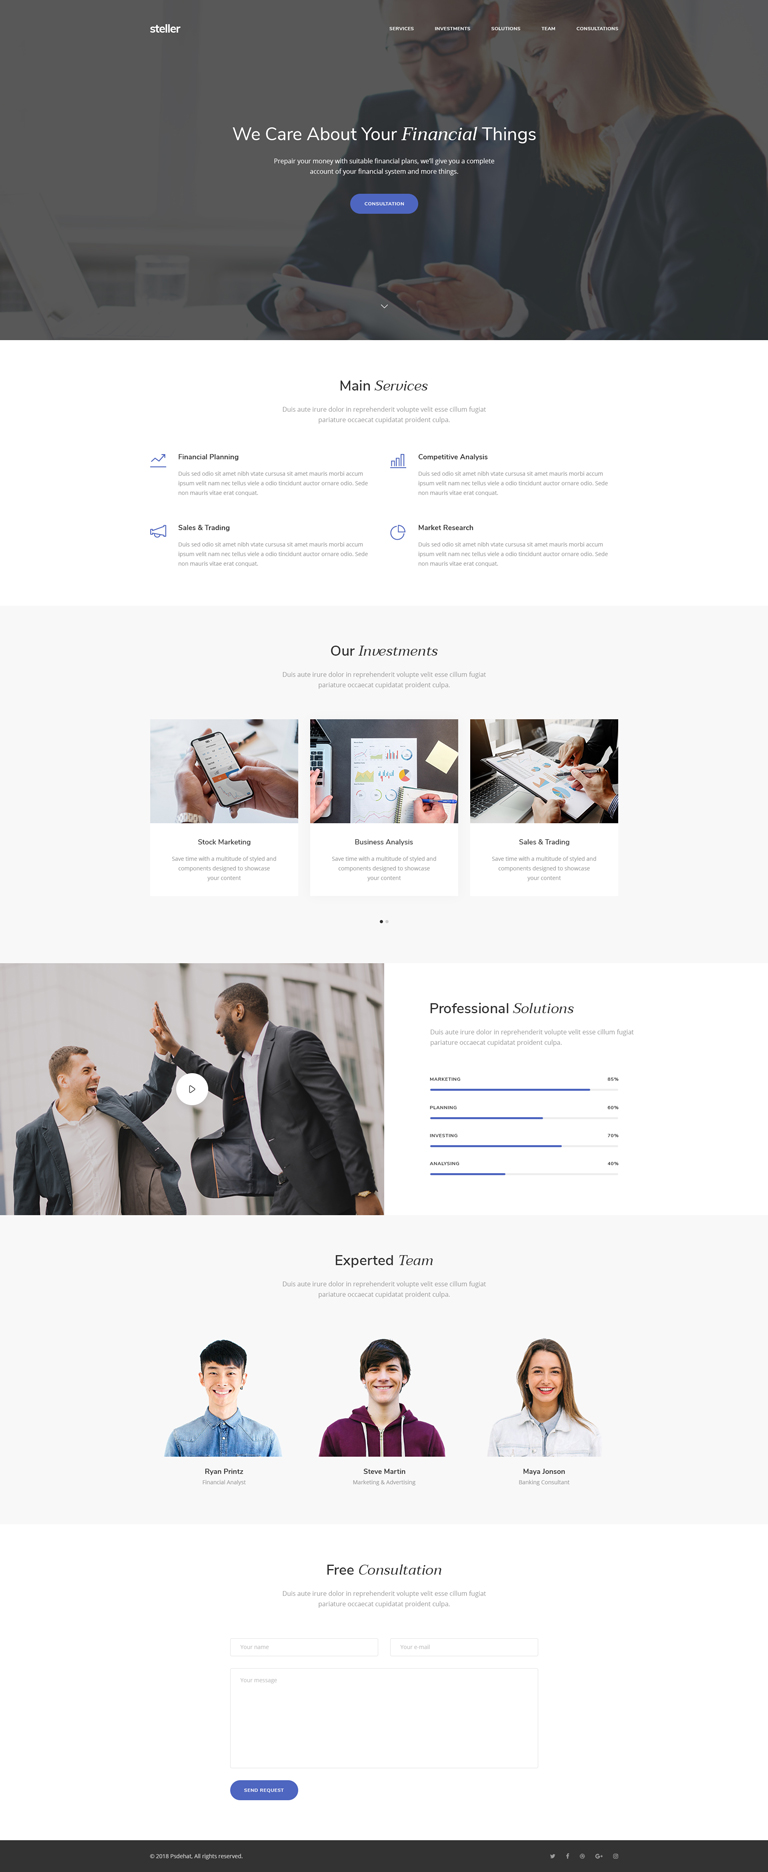 steller
SERVICES
INVESTMENTS
SOLUTIONS
TEAM
CONSULTATIONS
We Care About Your Financial Things
Prepair your money with suitable financial plans, we'll give you a complete
account of your financial system and more things.
CONSULTATION
Main Services
Duis aute irure dolor in reprehenderit volupte velit esse cillum fugiat
pariature occaecat cupidatat proident culpa.
Financial Planning
Duis sed odio sit amet nibh vtate cursusa sit amet mauris morbi accum
ipsum velit nam nec tellus viele a odio tincidunt auctor ornare odio. Sede
non mauris vitae erat conquat.
Competitive Analysis
Duis sed odio sit amet nibh vtate cursusa sit amet mauris morbi accum
ipsum velit nam nec tellus viele a odio tincidunt auctor ornare odio. Sede
non mauris vitae erat conquat.
Sales & Trading
Duis sed odio sit amet nibh vtate cursusa sit amet mauris morbi accum
ipsum velit nam nec tellus viele a odio tincidunt auctor ornare odio. Sede
non mauris vitae erat conquat.
Market Research
Duis sed odio sit amet nibh vtate cursusa sit amet mauris morbi accum
ipsum velit nam nec tellus viele a odio tincidunt auctor ornare odio. Sede
non mauris vitae erat conquat.
Our Investments
Duis aute irure dolor in reprehenderit volupte velit esse cillum fugiat
pariature occaecat cupidatat proident culpa.
Stock Marketing
Save time with a multitude of styled and
components designed to showcase
your content
Business Analysis
Save time with a multitude of styled and
components designed to showcase
your content
Sales & Trading
Save time with a multitude of styled and
components designed to showcase
your content
Professional Solutions
Duis aute irure dolor in reprehenderit volupte velit esse cillum fugiat
pariature occaecat cupidatat proident culpa.
MARKETING 85%
PLANNING 60%
INVESTING 70%
ANALYSING 40%
Experted Team
Duis aute irure dolor in reprehenderit volupte velit esse cillum fugiat
pariature occaecat cupidatat proident culpa.
Ryan Printz
Financial Analyst
Steve Martin
Marketing & Advertising
Maya Jonson
Banking Consultant
Free Consultation
Duis aute irure dolor in reprehenderit volupte velit esse cillum fugiat
pariature occaecat cupidatat proident culpa.
Your name
Your e-mail
Your message
SEND REQUEST
© 2018 Psdehat. All rights reserved.